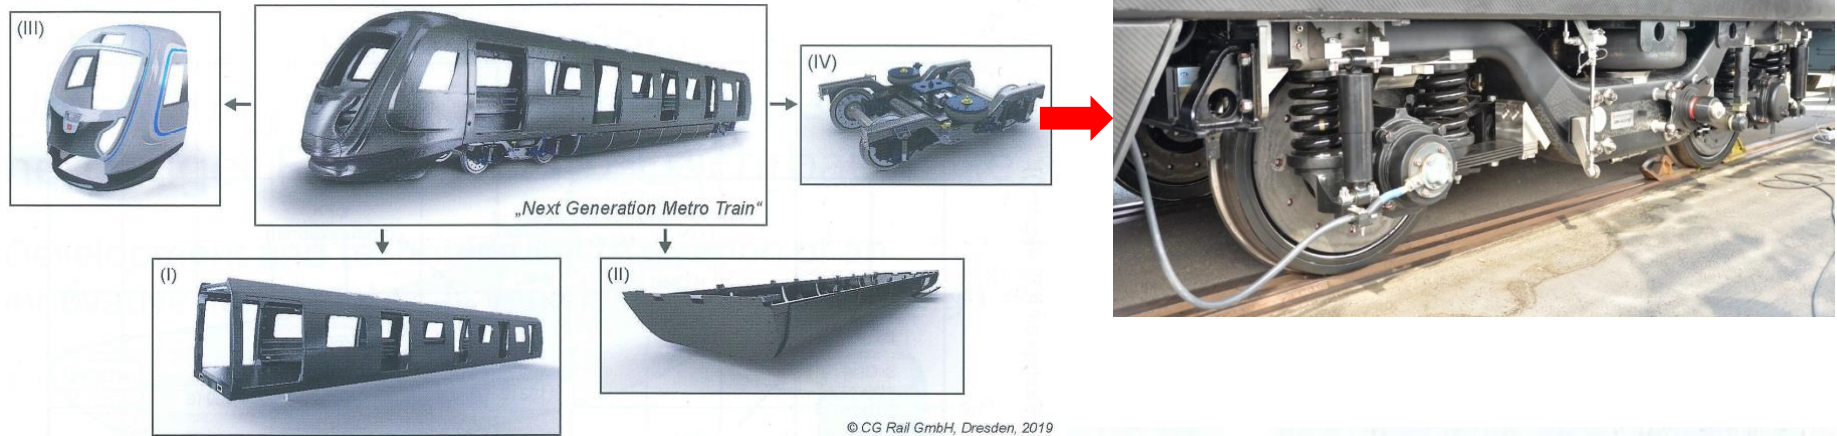 (III)
(IV)
„Next Generation Metro Train“
(I)
(II)
© CG Rail GmbH, Dresden, 2019